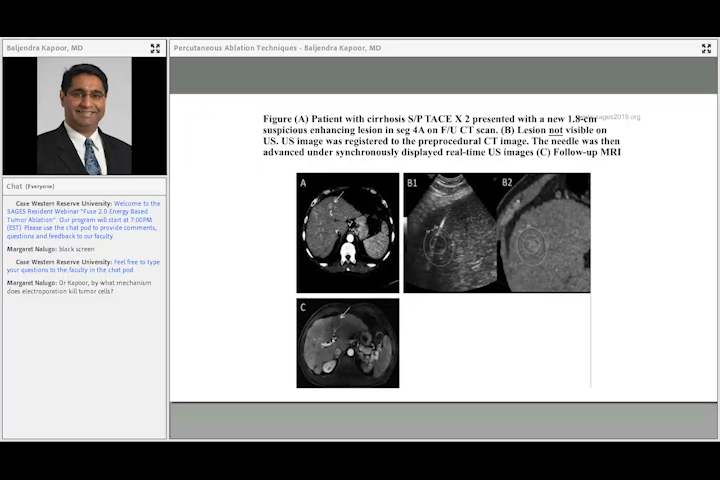 Baljendra Kapoor, MD
Percutaneous Ablation Techniques - Baljendra Kapoor, MD
Chat (Everyone)
Case Western Reserve University: Welcome to the
SAGES Resident Webinar "Fuse 2.0 Energy Based
Tumor Ablation". Our program will start at 7:00PM
(EST). Please use the chat pod to provide comments,
questions and feedback to our faculty.
Margaret Nalugo: black screen
Case Western Reserve University: Feel free to type
your questions to the faculty in the chat pod.
Margaret Nalugo: Dr Kapoor, by what mechanism
does electroporation kill tumor cells?
Figure (A) Patient with cirrhosis S/P TACE X 2 presented with a new 1.8-cm
suspicious enhancing lesion in seg 4A on F/U CT scan. (B) Lesion not visible on
US. US image was registered to the preprocedural CT image. The needle was then
advanced under synchronously displayed real-time US images (C) Follow-up MRI
A
B1
B2
C